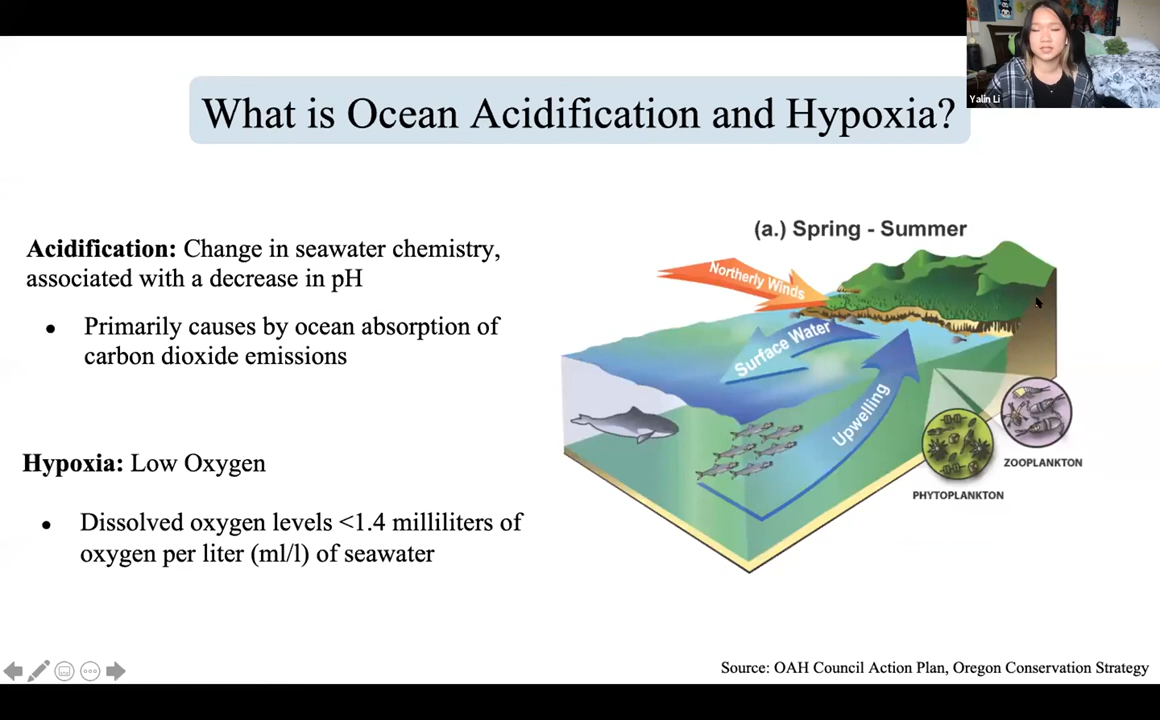 Yalin Li
What is Ocean Acidification and Hypoxia?
Acidification: Change in seawater chemistry,
associated with a decrease in pH
• Primarily causes by ocean absorption of
carbon dioxide emissions
Hypoxia: Low Oxygen
• Dissolved oxygen levels <1.4 milliliters of
oxygen per liter (ml/l) of seawater
(a.) Spring - Summer
Northerly Winds
Surface Water
Upwelling
ZOOPLANKTON
PHYTOPLANKTON
Source: OAH Council Action Plan, Oregon Conservation Strategy